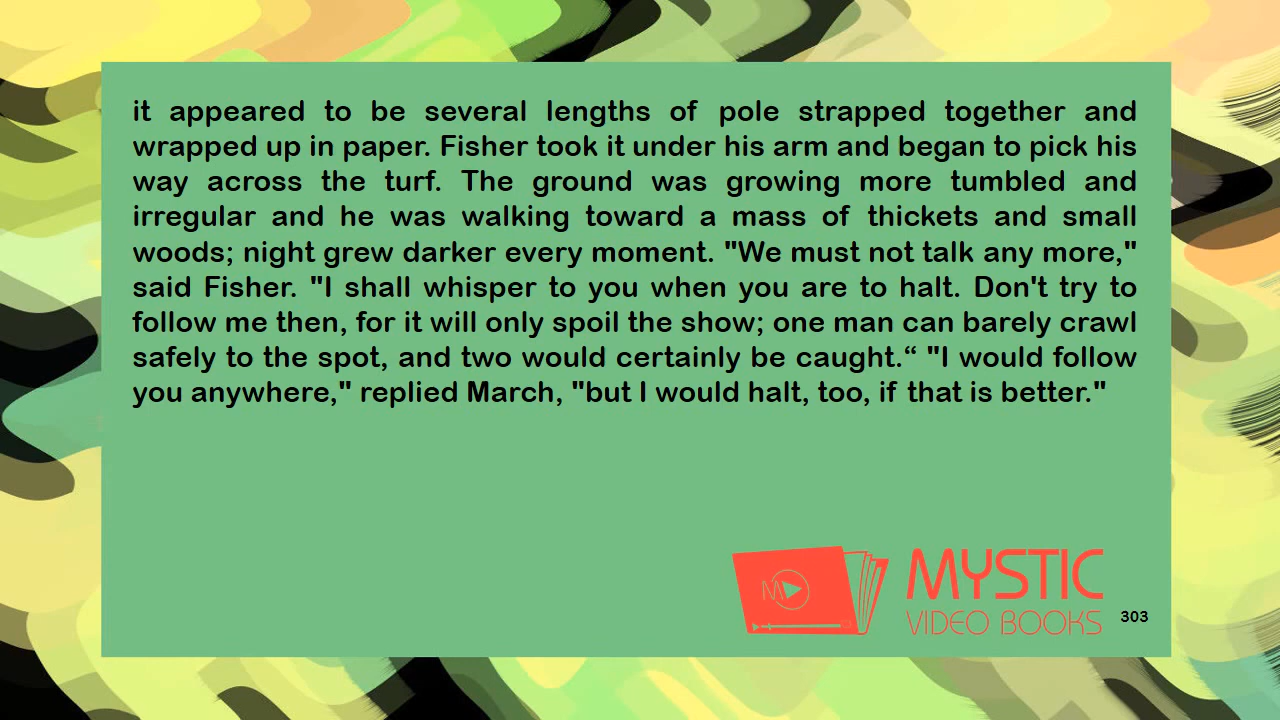 it appeared to be several lengths of pole strapped together and
wrapped up in paper. Fisher took it under his arm and began to pick his
way across the turf. The ground was growing more tumbled and
irregular and he was walking toward a mass of thickets and small
woods; night grew darker every moment. "We must not talk any more,"
said Fisher. "I shall whisper to you when you are to halt. Don't try to
follow me then, for it will only spoil the show; one man can barely crawl
safely to the spot, and two would certainly be caught.“ "I would follow
you anywhere," replied March, "but I would halt, too, if that is better."
M
MYSTIC
VIDEO BOOKS
303